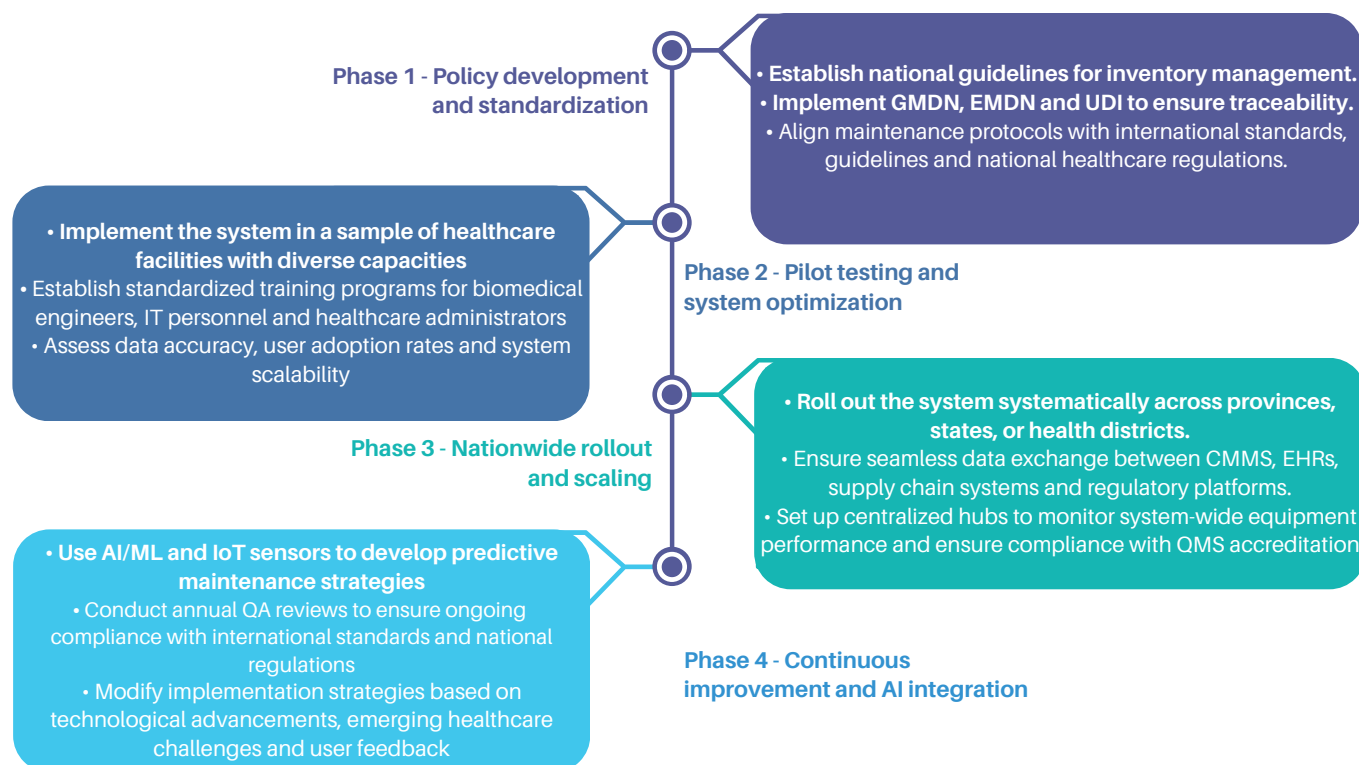 Phase 1 - Policy development
and standardization
• Establish national guidelines for inventory management.
• Implement GMDN, EMDN and UDI to ensure traceability.
• Align maintenance protocols with international standards,
guidelines and national healthcare regulations.
Phase 2 - Pilot testing and
system optimization
• Implement the system in a sample of healthcare
facilities with diverse capacities
• Establish standardized training programs for biomedical
engineers, IT personnel and healthcare administrators
• Assess data accuracy, user adoption rates and system
scalability
Phase 3 - Nationwide rollout
and scaling
• Roll out the system systematically across provinces,
states, or health districts.
• Ensure seamless data exchange between CMMS, EHRs,
supply chain systems and regulatory platforms.
• Set up centralized hubs to monitor system-wide equipment
performance and ensure compliance with QMS accreditation
Phase 4 - Continuous
improvement and AI integration
• Use AI/ML and IoT sensors to develop predictive
maintenance strategies
• Conduct annual QA reviews to ensure ongoing
compliance with international standards and national
regulations
• Modify implementation strategies based on
technological advancements, emerging healthcare
challenges and user feedback